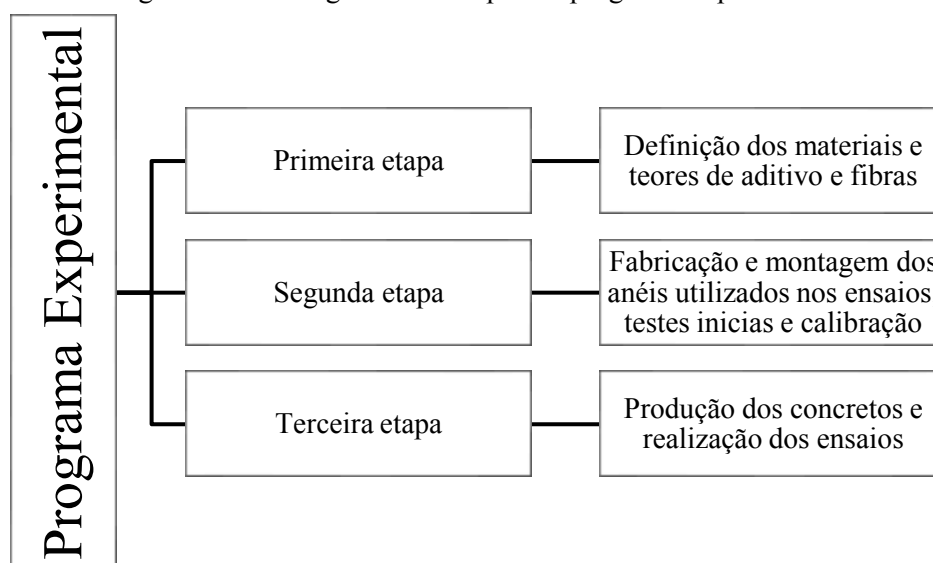 Programa Experimental
Primeira etapa
Definição dos materiais e
teores de aditivo e fibras
Segunda etapa
Fabricação e montagem dos
anéis utilizados nos ensaios,
testes inicias e calibração
Terceira etapa
Produção dos concretos e
realização dos ensaios